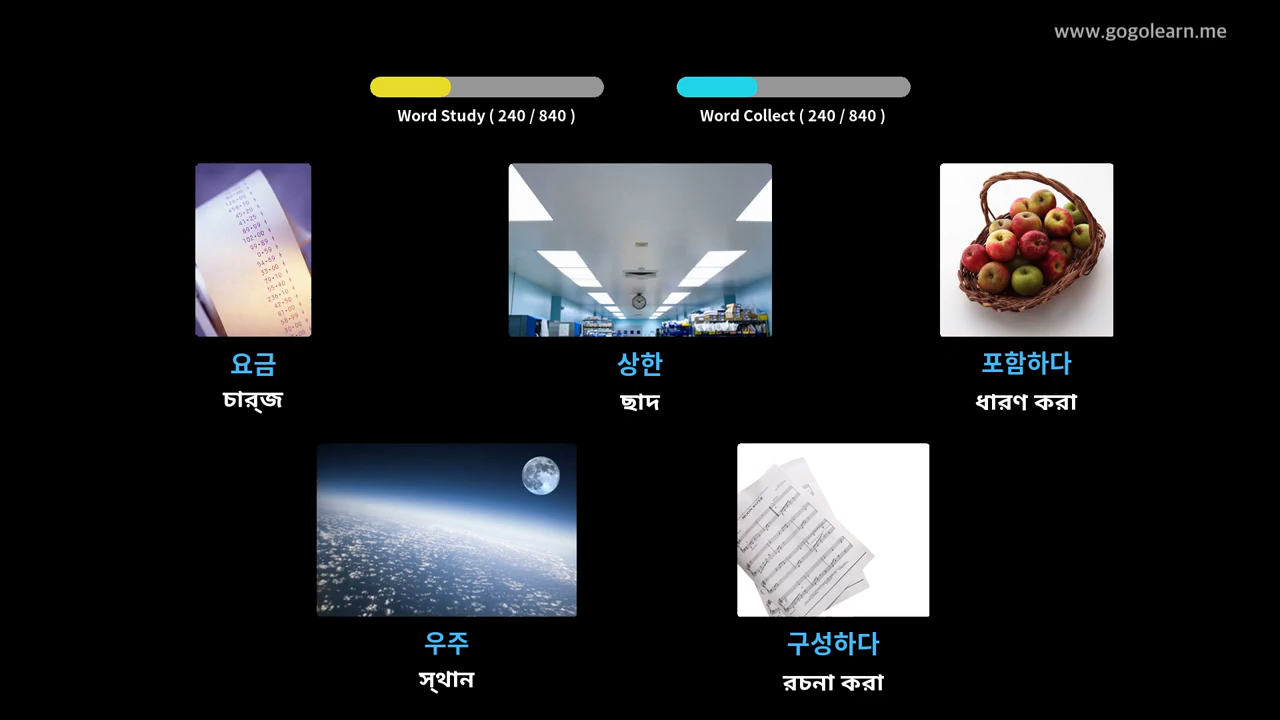 www.gogolearn.me
Word Study ( 240 / 840 )
Word Collect ( 240 / 840 )
요금
চার্জ
상한
ছাদ
포함하다
ধারণ করা
우주
স্থান
구성하다
রচনা করা